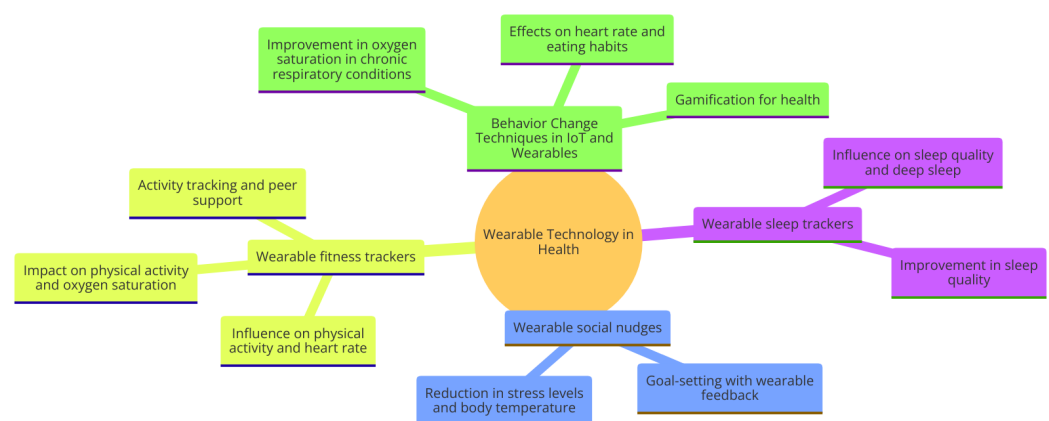 Improvement in oxygen
saturation in chronic
respiratory conditions
Effects on heart rate and
eating habits
Gamification for health
Behavior Change
Techniques in IoT and
Wearables
Influence on sleep quality
and deep sleep
Activity tracking and peer
support
Wearable sleep trackers
Wearable Technology in
Health
Wearable fitness trackers
Impact on physical activity
and oxygen saturation
Improvement in sleep
quality
Influence on physical
activity and heart rate
Wearable social nudges
Reduction in stress levels
and body temperature
Goal-setting with wearable
feedback